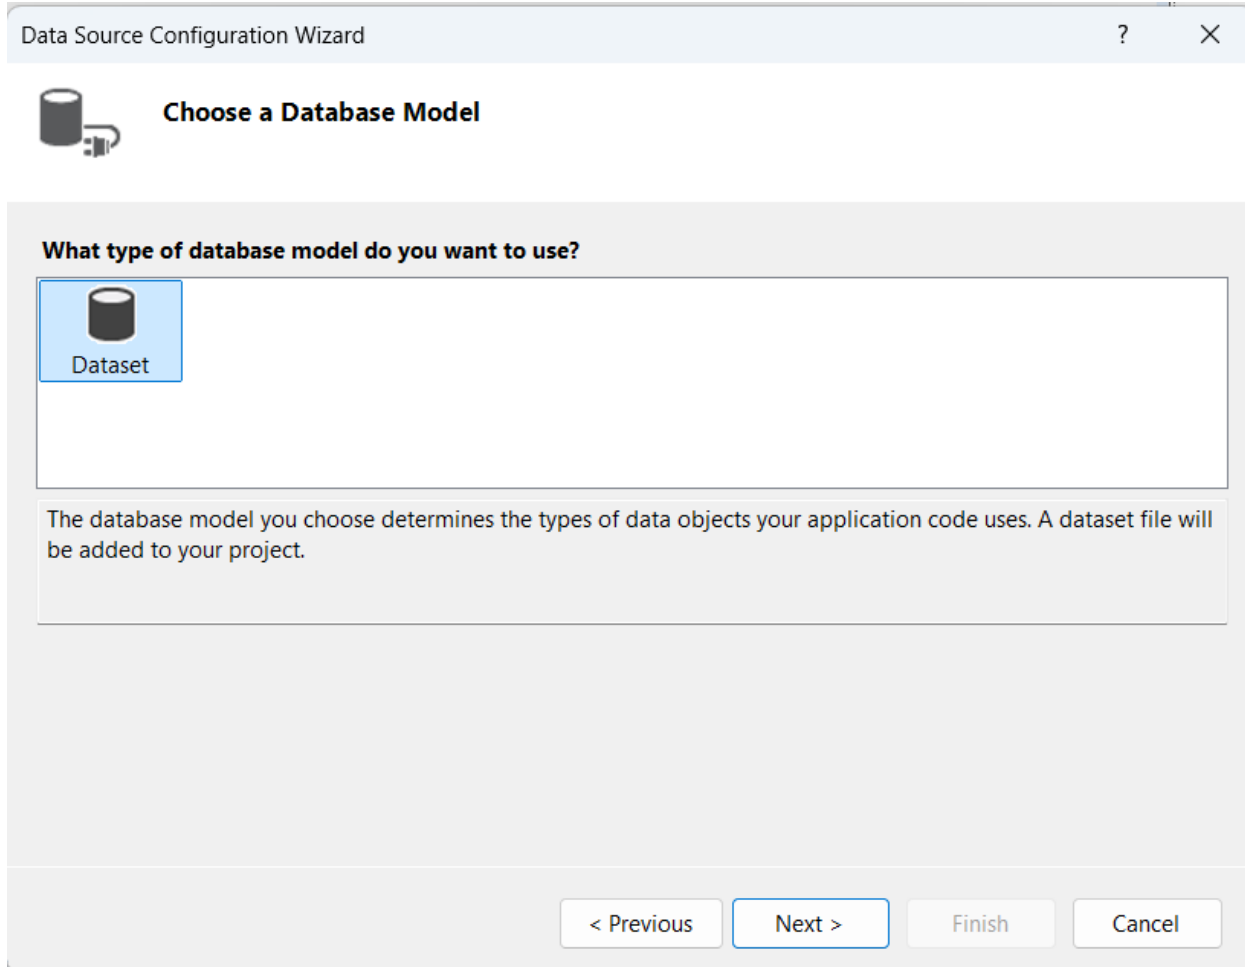 Data Source Configuration Wizard ?
Choose a Database Model
What type of database model do you want to use?
Dataset
The database model you choose determines the types of data objects your application code uses. A dataset file will
be added to your project.
< Previous Next > Finish Cancel